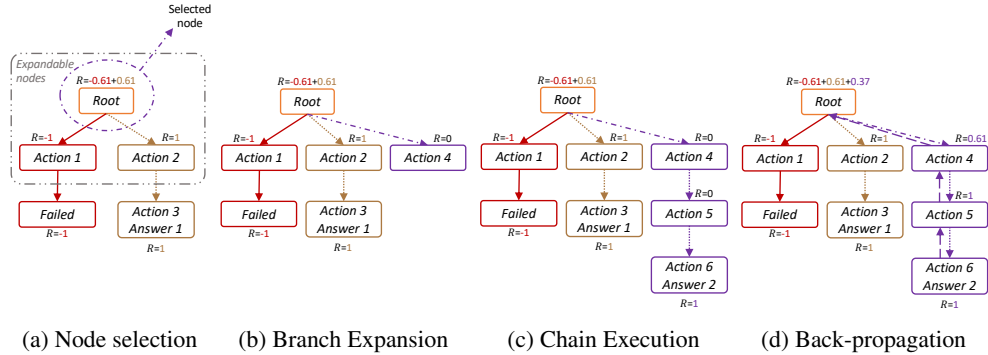 Selected
node
Expandable
nodes
R=-0.61+0.61
Root
R=-1
R=1
Action 1
Action 2
Failed
Action 3
Answer 1
R=-1
R=1
(a) Node selection
R=-0.61+0.61
Root
R=-1
R=1
R=0
Action 1
Action 2
Action 4
Failed
Action 3
Answer 1
R=-1
R=1
(b) Branch Expansion
R=-0.61+0.61
Root
R=-1
R=1
R=0
Action 1
Action 2
Action 4
R=0
Failed
Action 3
Answer 1
Action 5
R=-1
R=1
Action 6
Answer 2
R=1
(c) Chain Execution
R=-0.61+0.61+0.37
Root
R=-1
R=1
R=0.61
Action 1
Action 2
Action 4
R=1
Failed
Action 3
Answer 1
Action 5
R=-1
R=1
Action 6
Answer 2
R=1
(d) Back-propagation